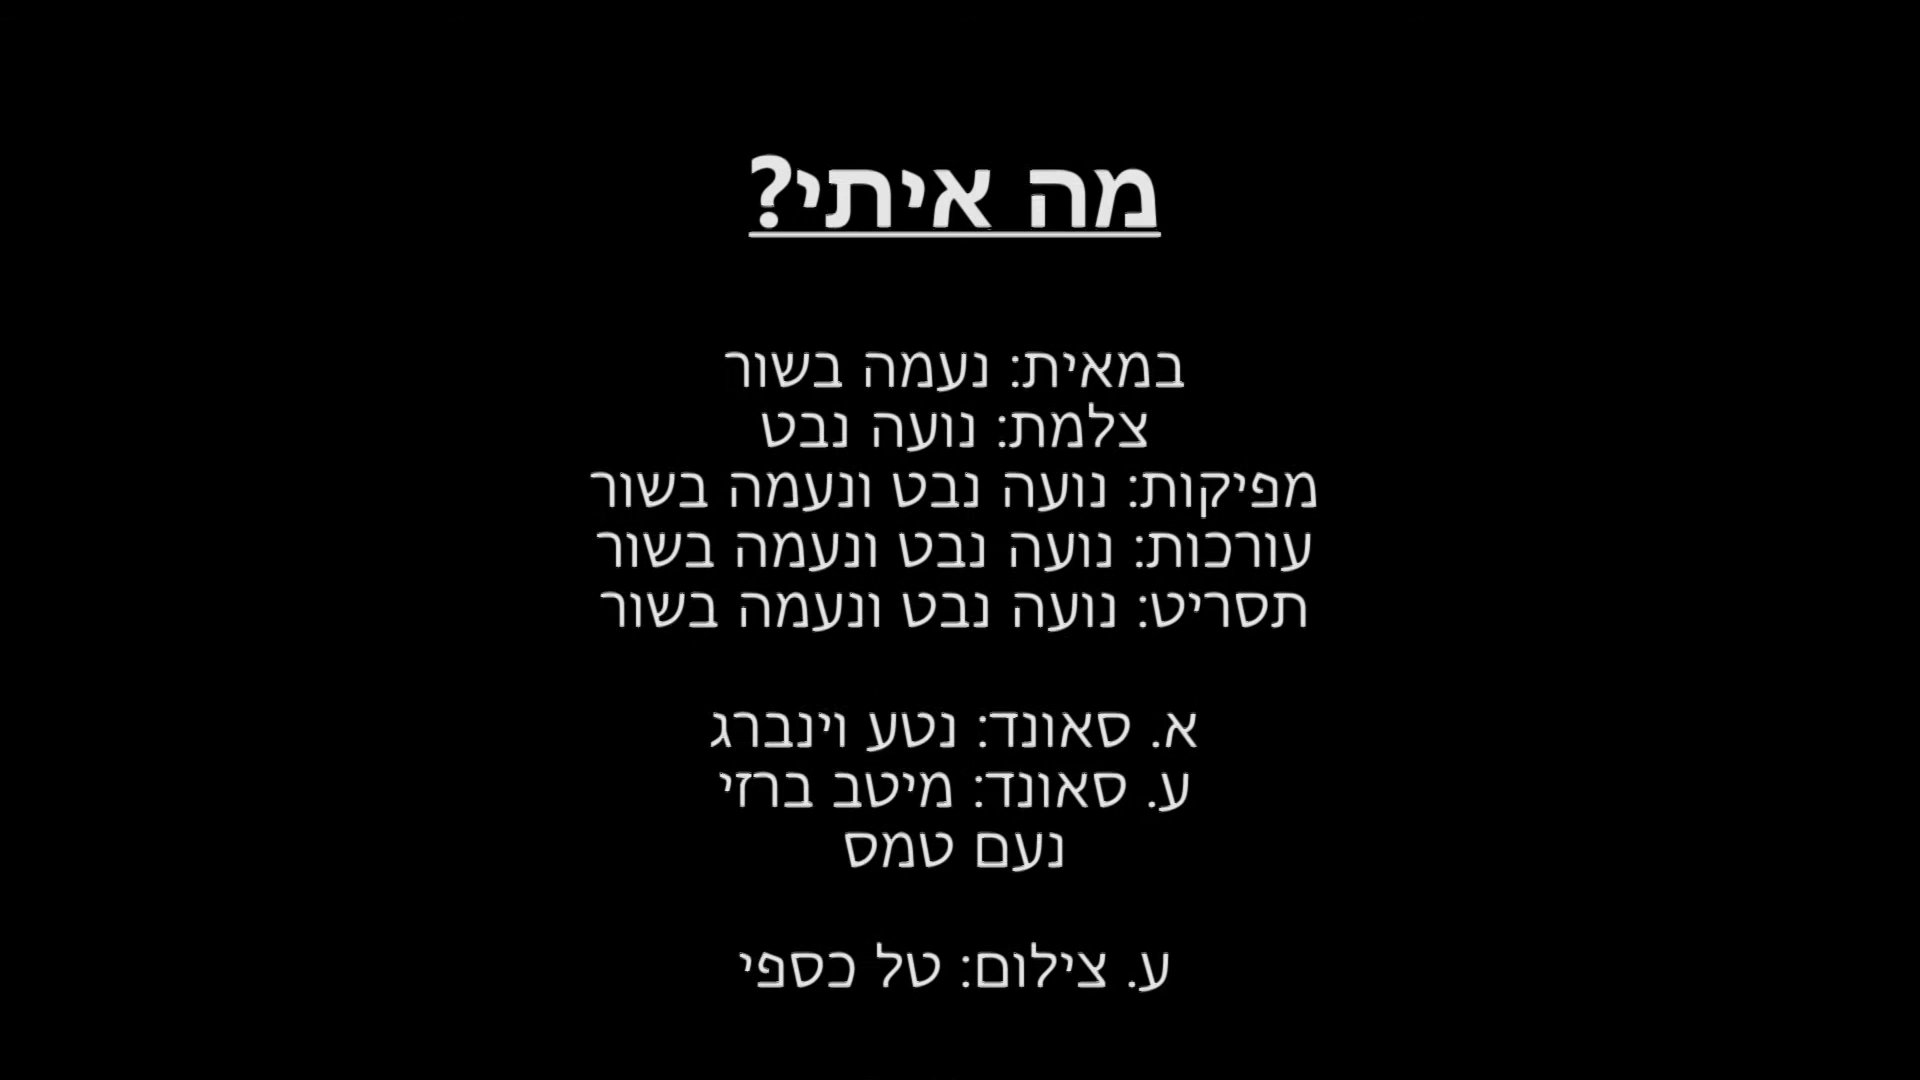 מה איתי?
במאית: נעמה בשור
צלמת: נועה נבט
מפיקות: נועה נבט ונעמה בשור
עורכות: נועה נבט ונעמה בשור
תסריט: נועה נבט ונעמה בשור
א. סאונד: נטע וינברג
ע. סאונד: מיטב ברזי
נעם טמס
ע. צילום: טל כספי